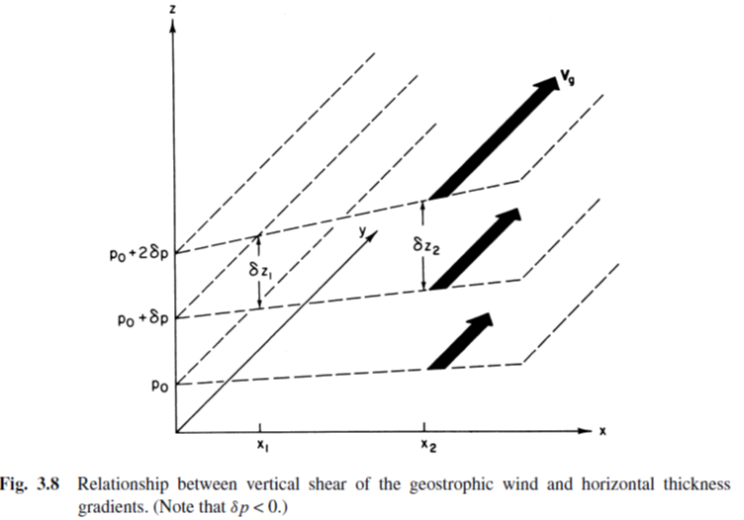 z
Vg
y
p₀ + 2δp
δz₂
δz₁
p₀ + δp
p₀
x
x₁
x₂
Fig. 3.8 Relationship between vertical shear of the geostrophic wind and horizontal thickness
gradients. (Note that δp < 0.)